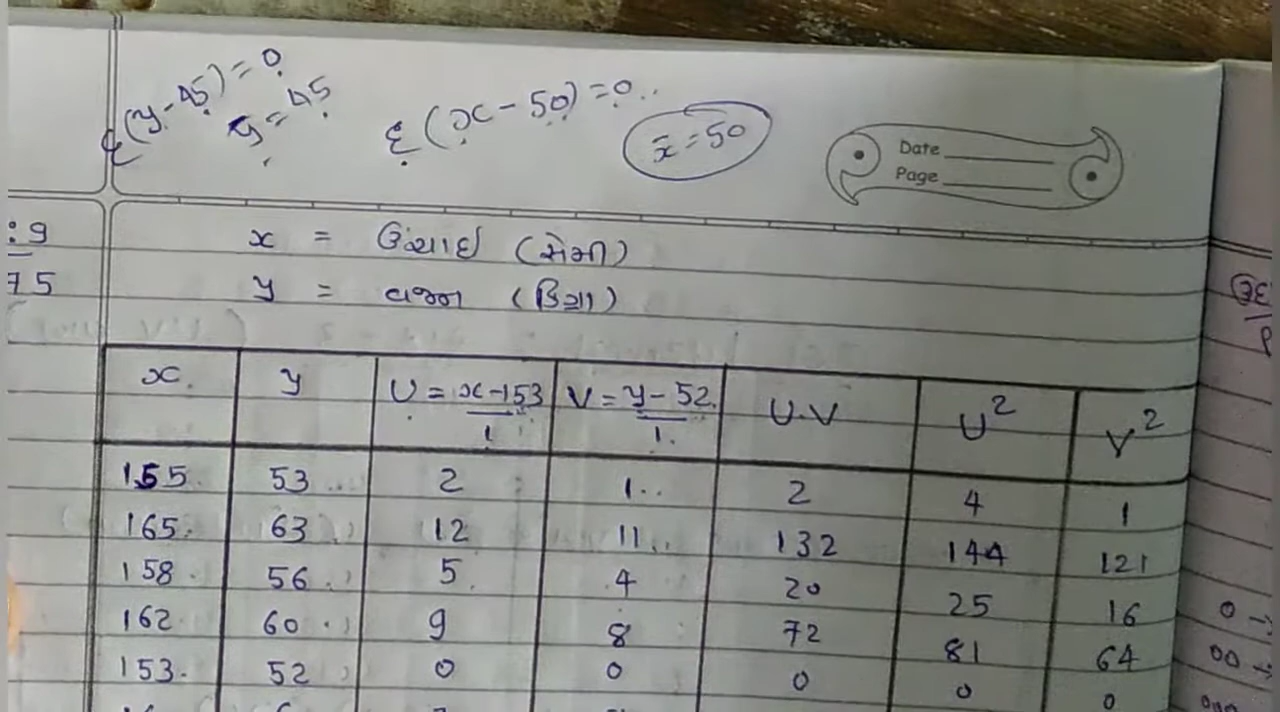 Σ(y - 45) = 0
ȳ = 45
Σ(x - 50) = 0
x̄ = 50
Date
Page
:9
75
x = ઉંચાઈ (સેમી)
y = વજન (કિગ્રા)
x y U = x-153/1 V = y-52/1 U.V U² V²
155 53 2 1 2 4 1
165 63 12 11 132 144 121
158 56 5 4 20 25 16
162 60 9 8 72 81 64
153 52 0 0 0 0 0